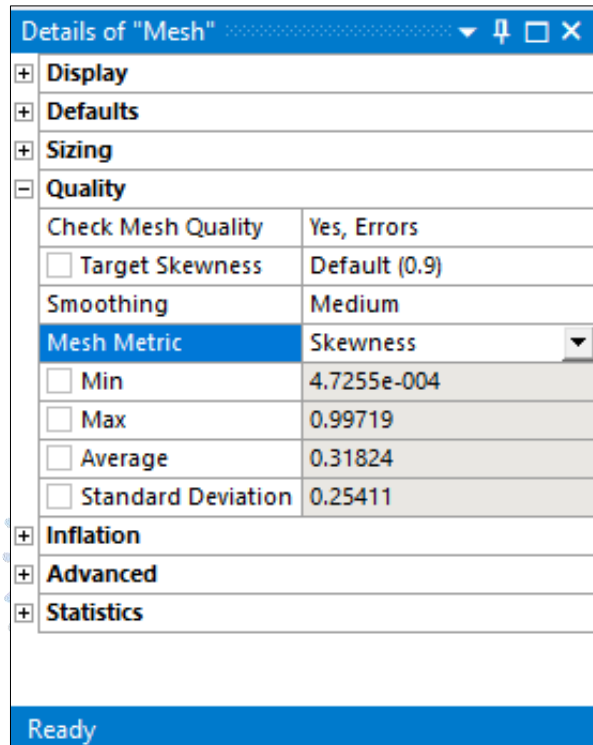 Details of "Mesh"
Display
Defaults
Sizing
Quality
Check Mesh Quality Yes, Errors
Target Skewness Default (0.9)
Smoothing Medium
Mesh Metric Skewness
Min 4.7255e-004
Max 0.99719
Average 0.31824
Standard Deviation 0.25411
Inflation
Advanced
Statistics
Ready